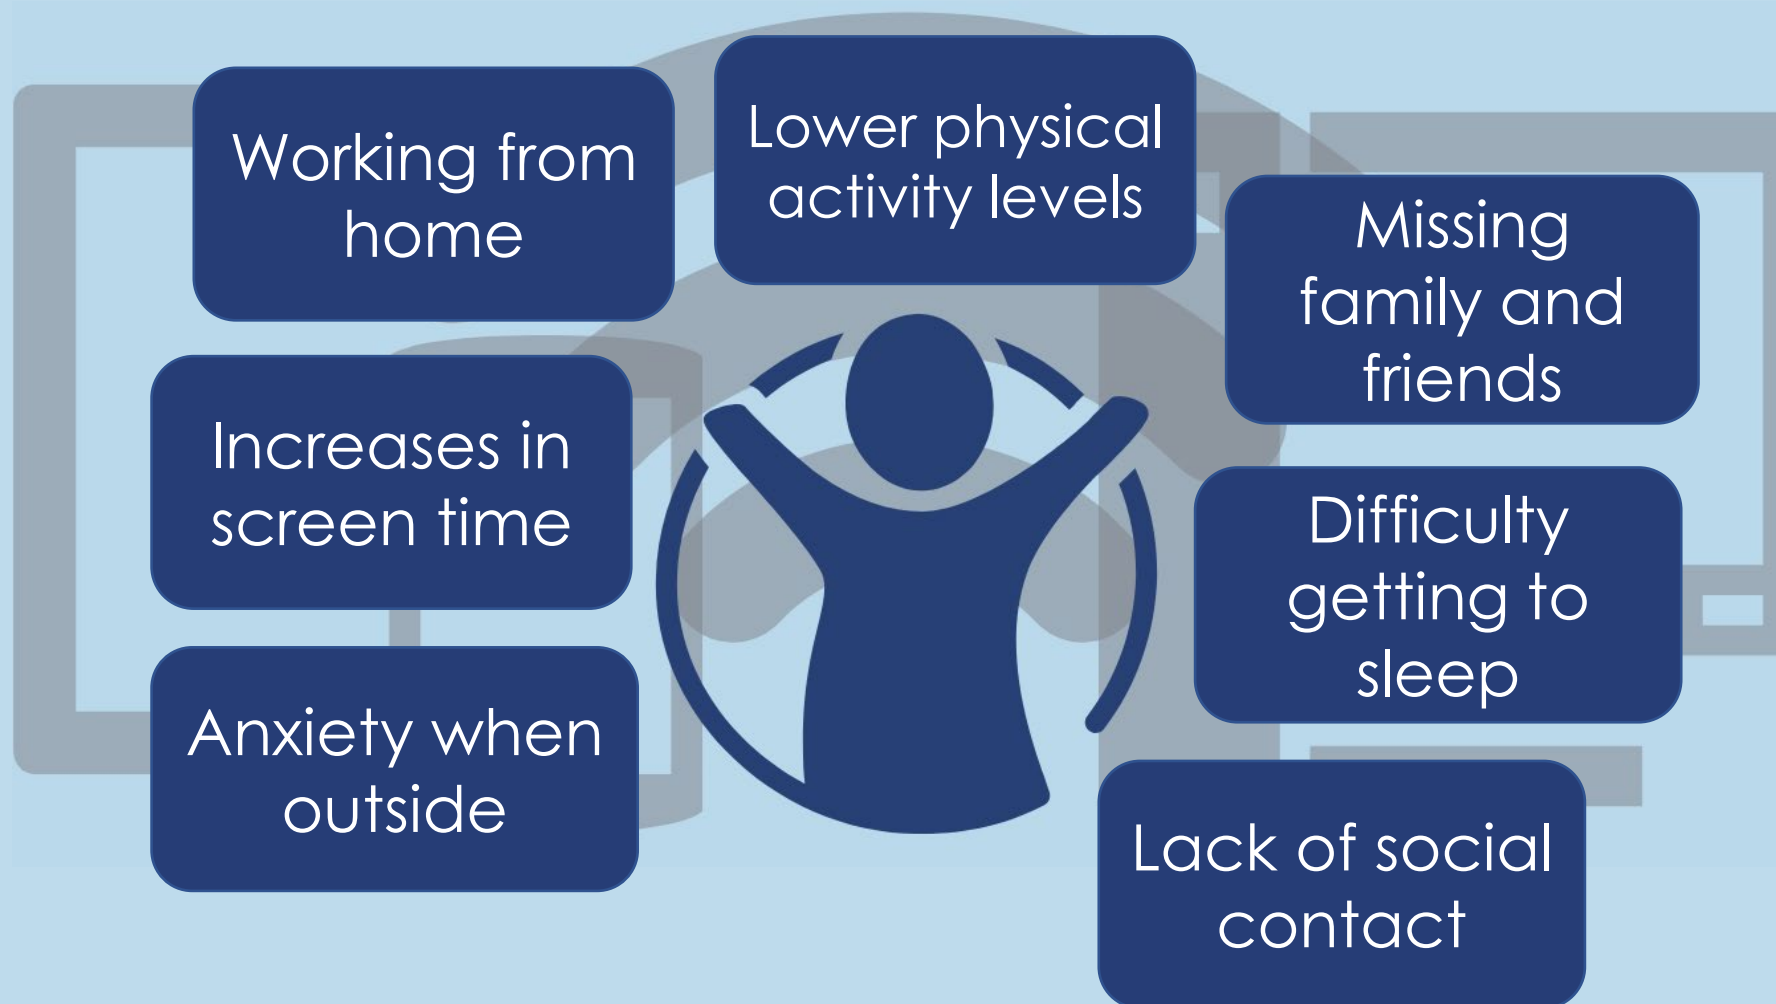 Working from
home
Lower physical
activity levels
Missing
family and
friends
Increases in
screen time
Difficulty
getting to
sleep
Anxiety when
outside
Lack of social
contact